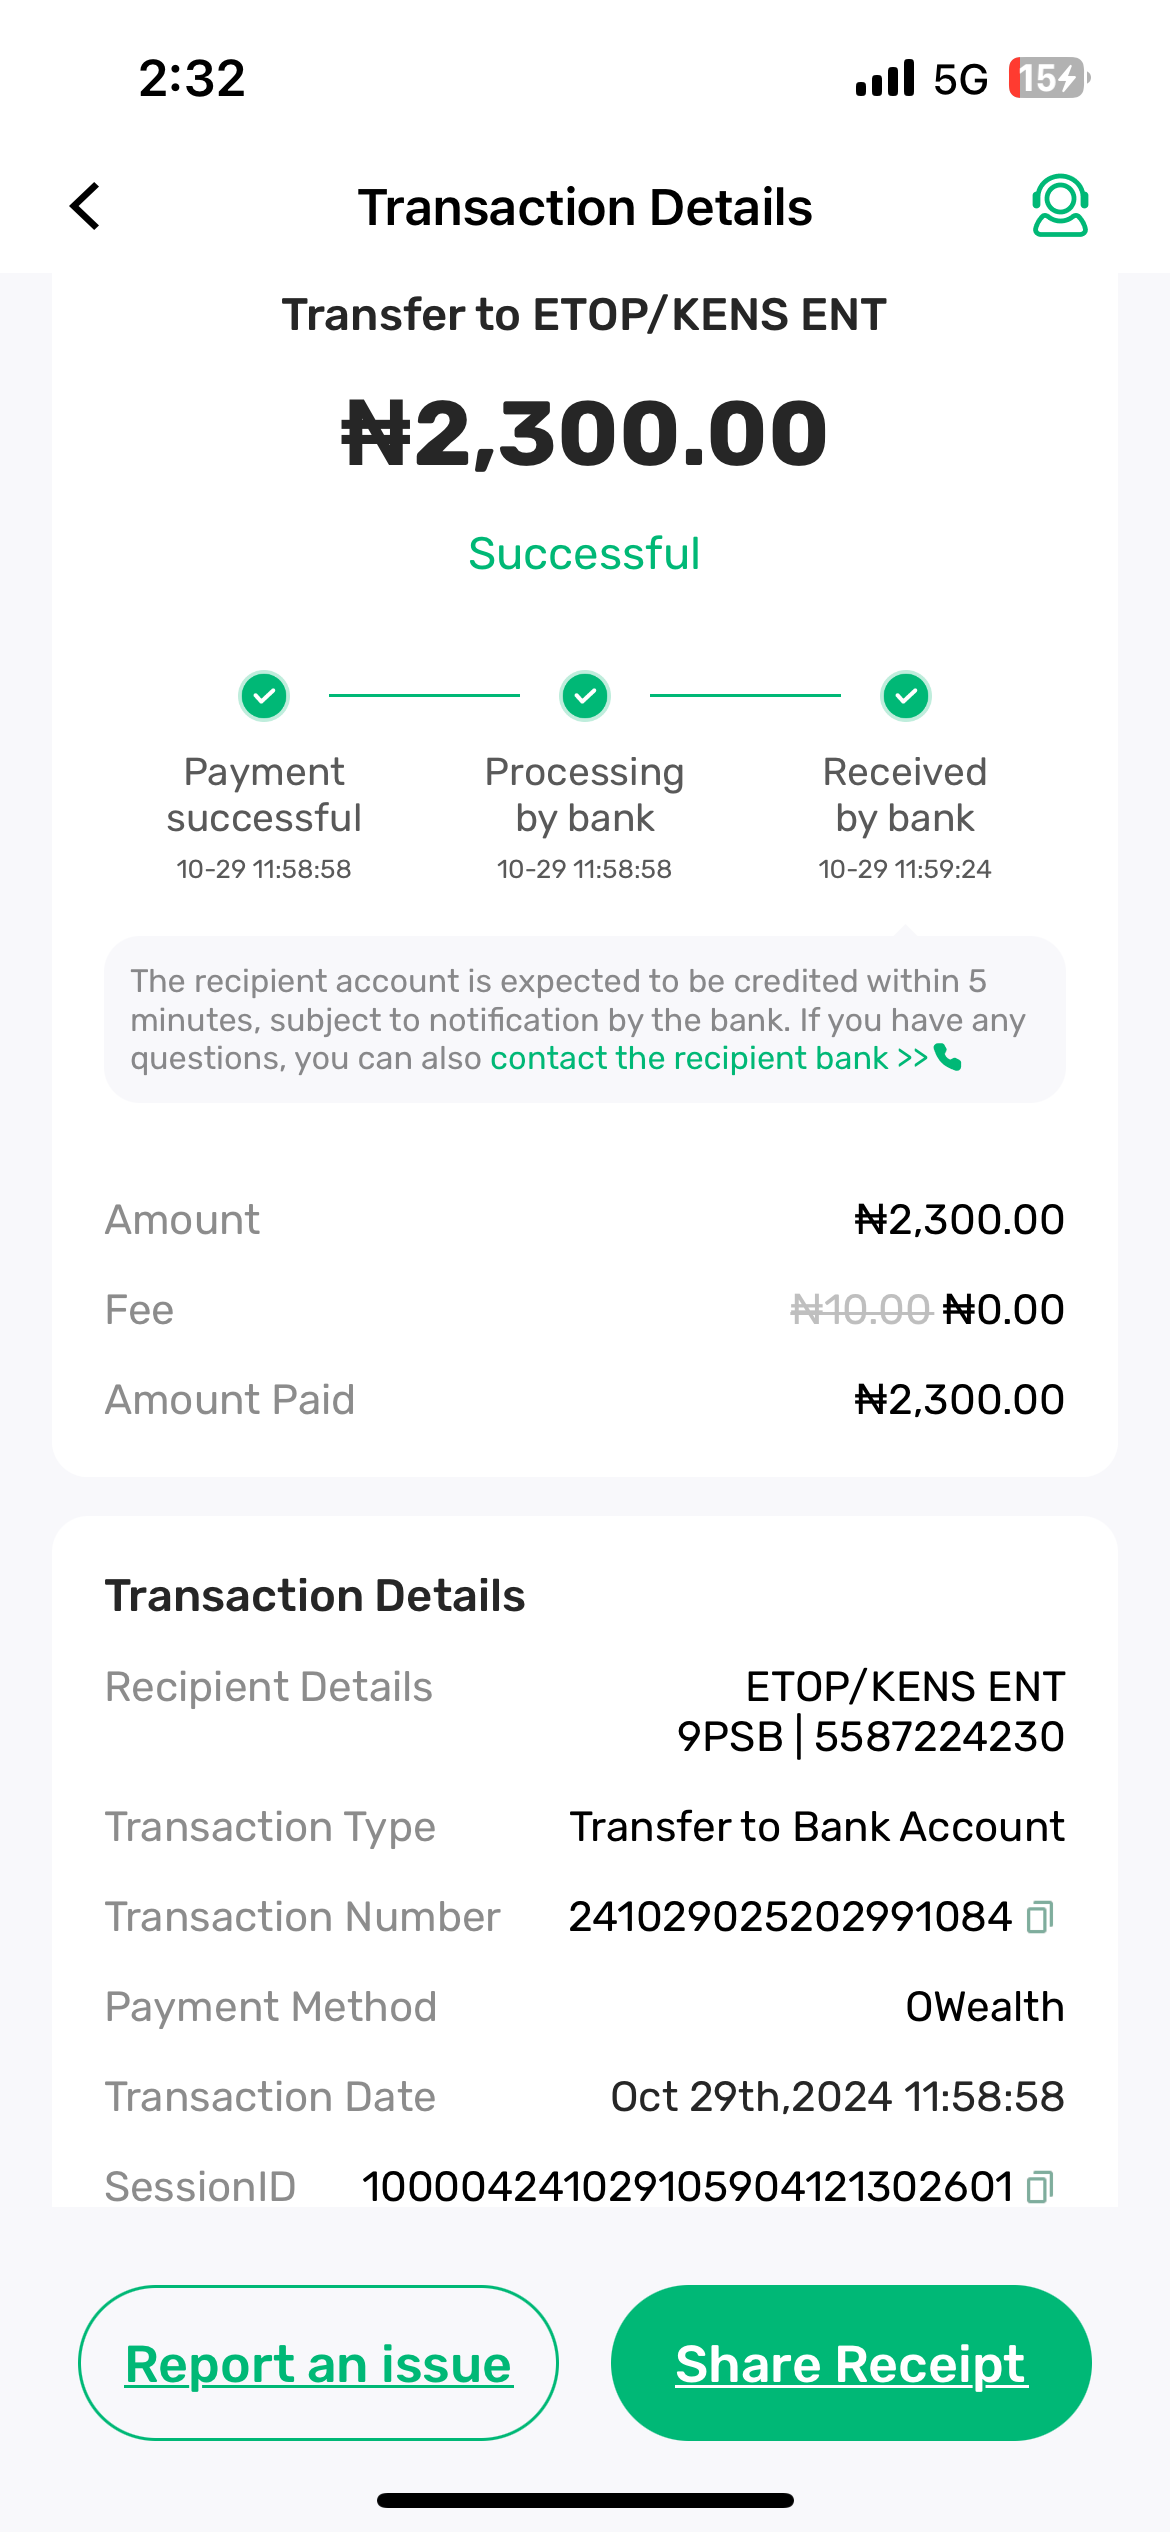 2:32 5G 15
Transaction Details
Transfer to ETOP/KENS ENT
₦2,300.00
Successful
Payment successful
10-29 11:58:58
Processing by bank
10-29 11:58:58
Received by bank
10-29 11:59:24
The recipient account is expected to be credited within 5
minutes, subject to notification by the bank. If you have any
questions, you can also contact the recipient bank >>
Amount ₦2,300.00
Fee ₦10.00 ₦0.00
Amount Paid ₦2,300.00
Transaction Details
Recipient Details ETOP/KENS ENT
9PSB | 5587224230
Transaction Type Transfer to Bank Account
Transaction Number 241029025202991084
Payment Method OWealth
Transaction Date Oct 29th,2024 11:58:58
SessionID 100004241029105904121302601
Report an issue Share Receipt